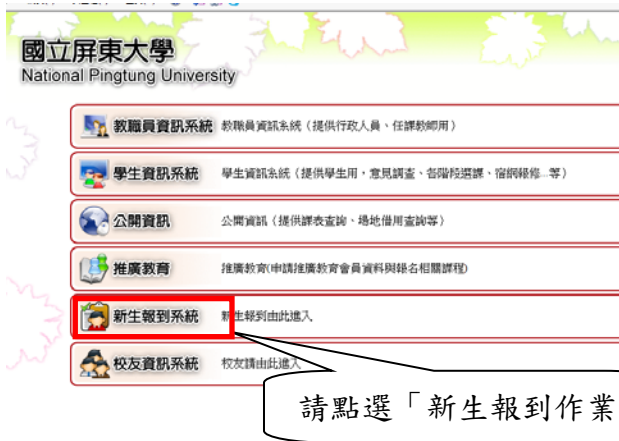 國立屏東大學
National Pingtung University
教職員資訊系統 教職員資訊系統（提供行政人員、任課教師用）
學生資訊系統 學生資訊系統（提供學生用，意見調查、各階段選課、宿網報修...等）
公開資訊 公開資訊（提供課表查詢、場地借用查詢等）
推廣教育 推廣教育(申請推廣教育會員資料與報名相關課程)
新生報到系統 新生報到由此進入
校友資訊系統 校友請由此進入
請點選「新生報到作業